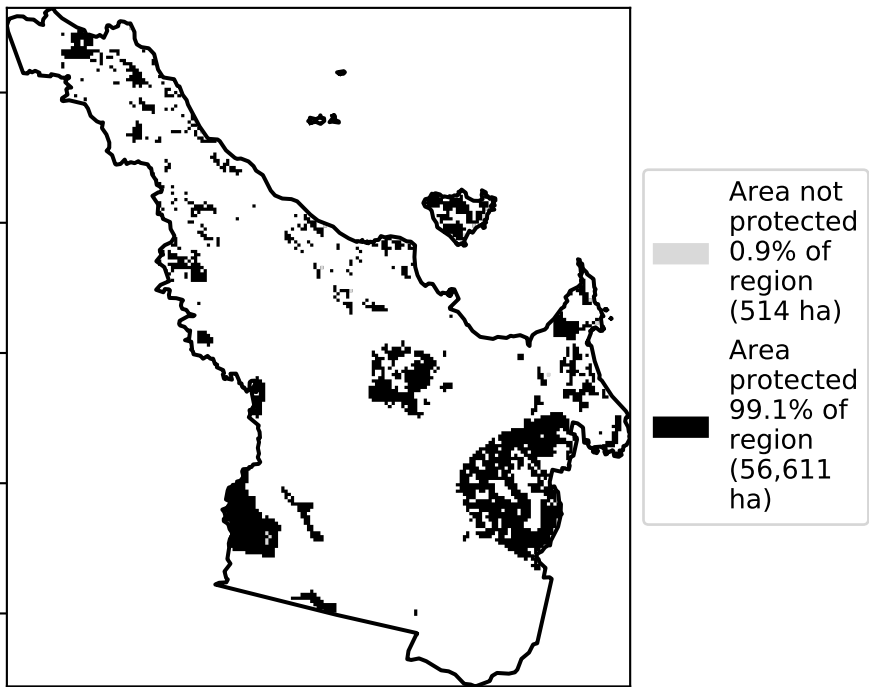 Area not
protected
0.9% of
region
(514 ha)
Area
protected
99.1% of
region
(56,611
ha)